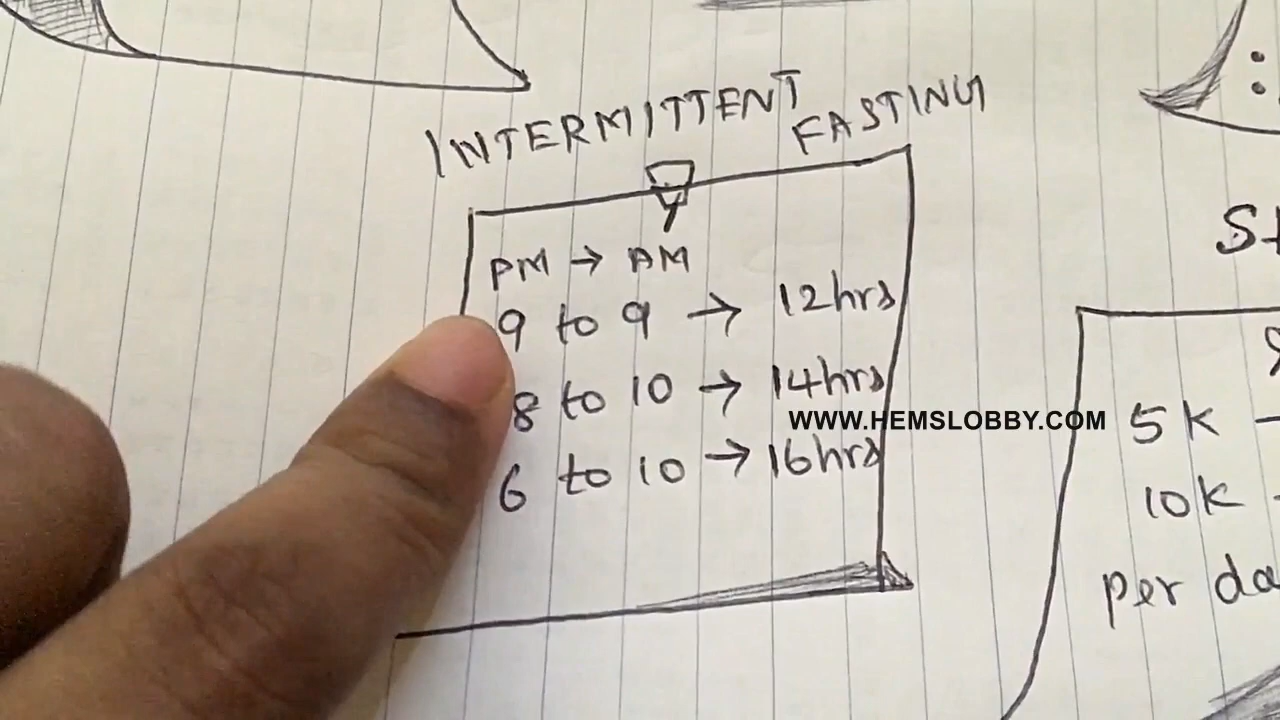 INTERMITTENT FASTING
PM → AM
9 to 9 → 12hrs
8 to 10 → 14hrs
WWW.HEMSLOBBY.COM
6 to 10 → 16hrs
5K
10K
per